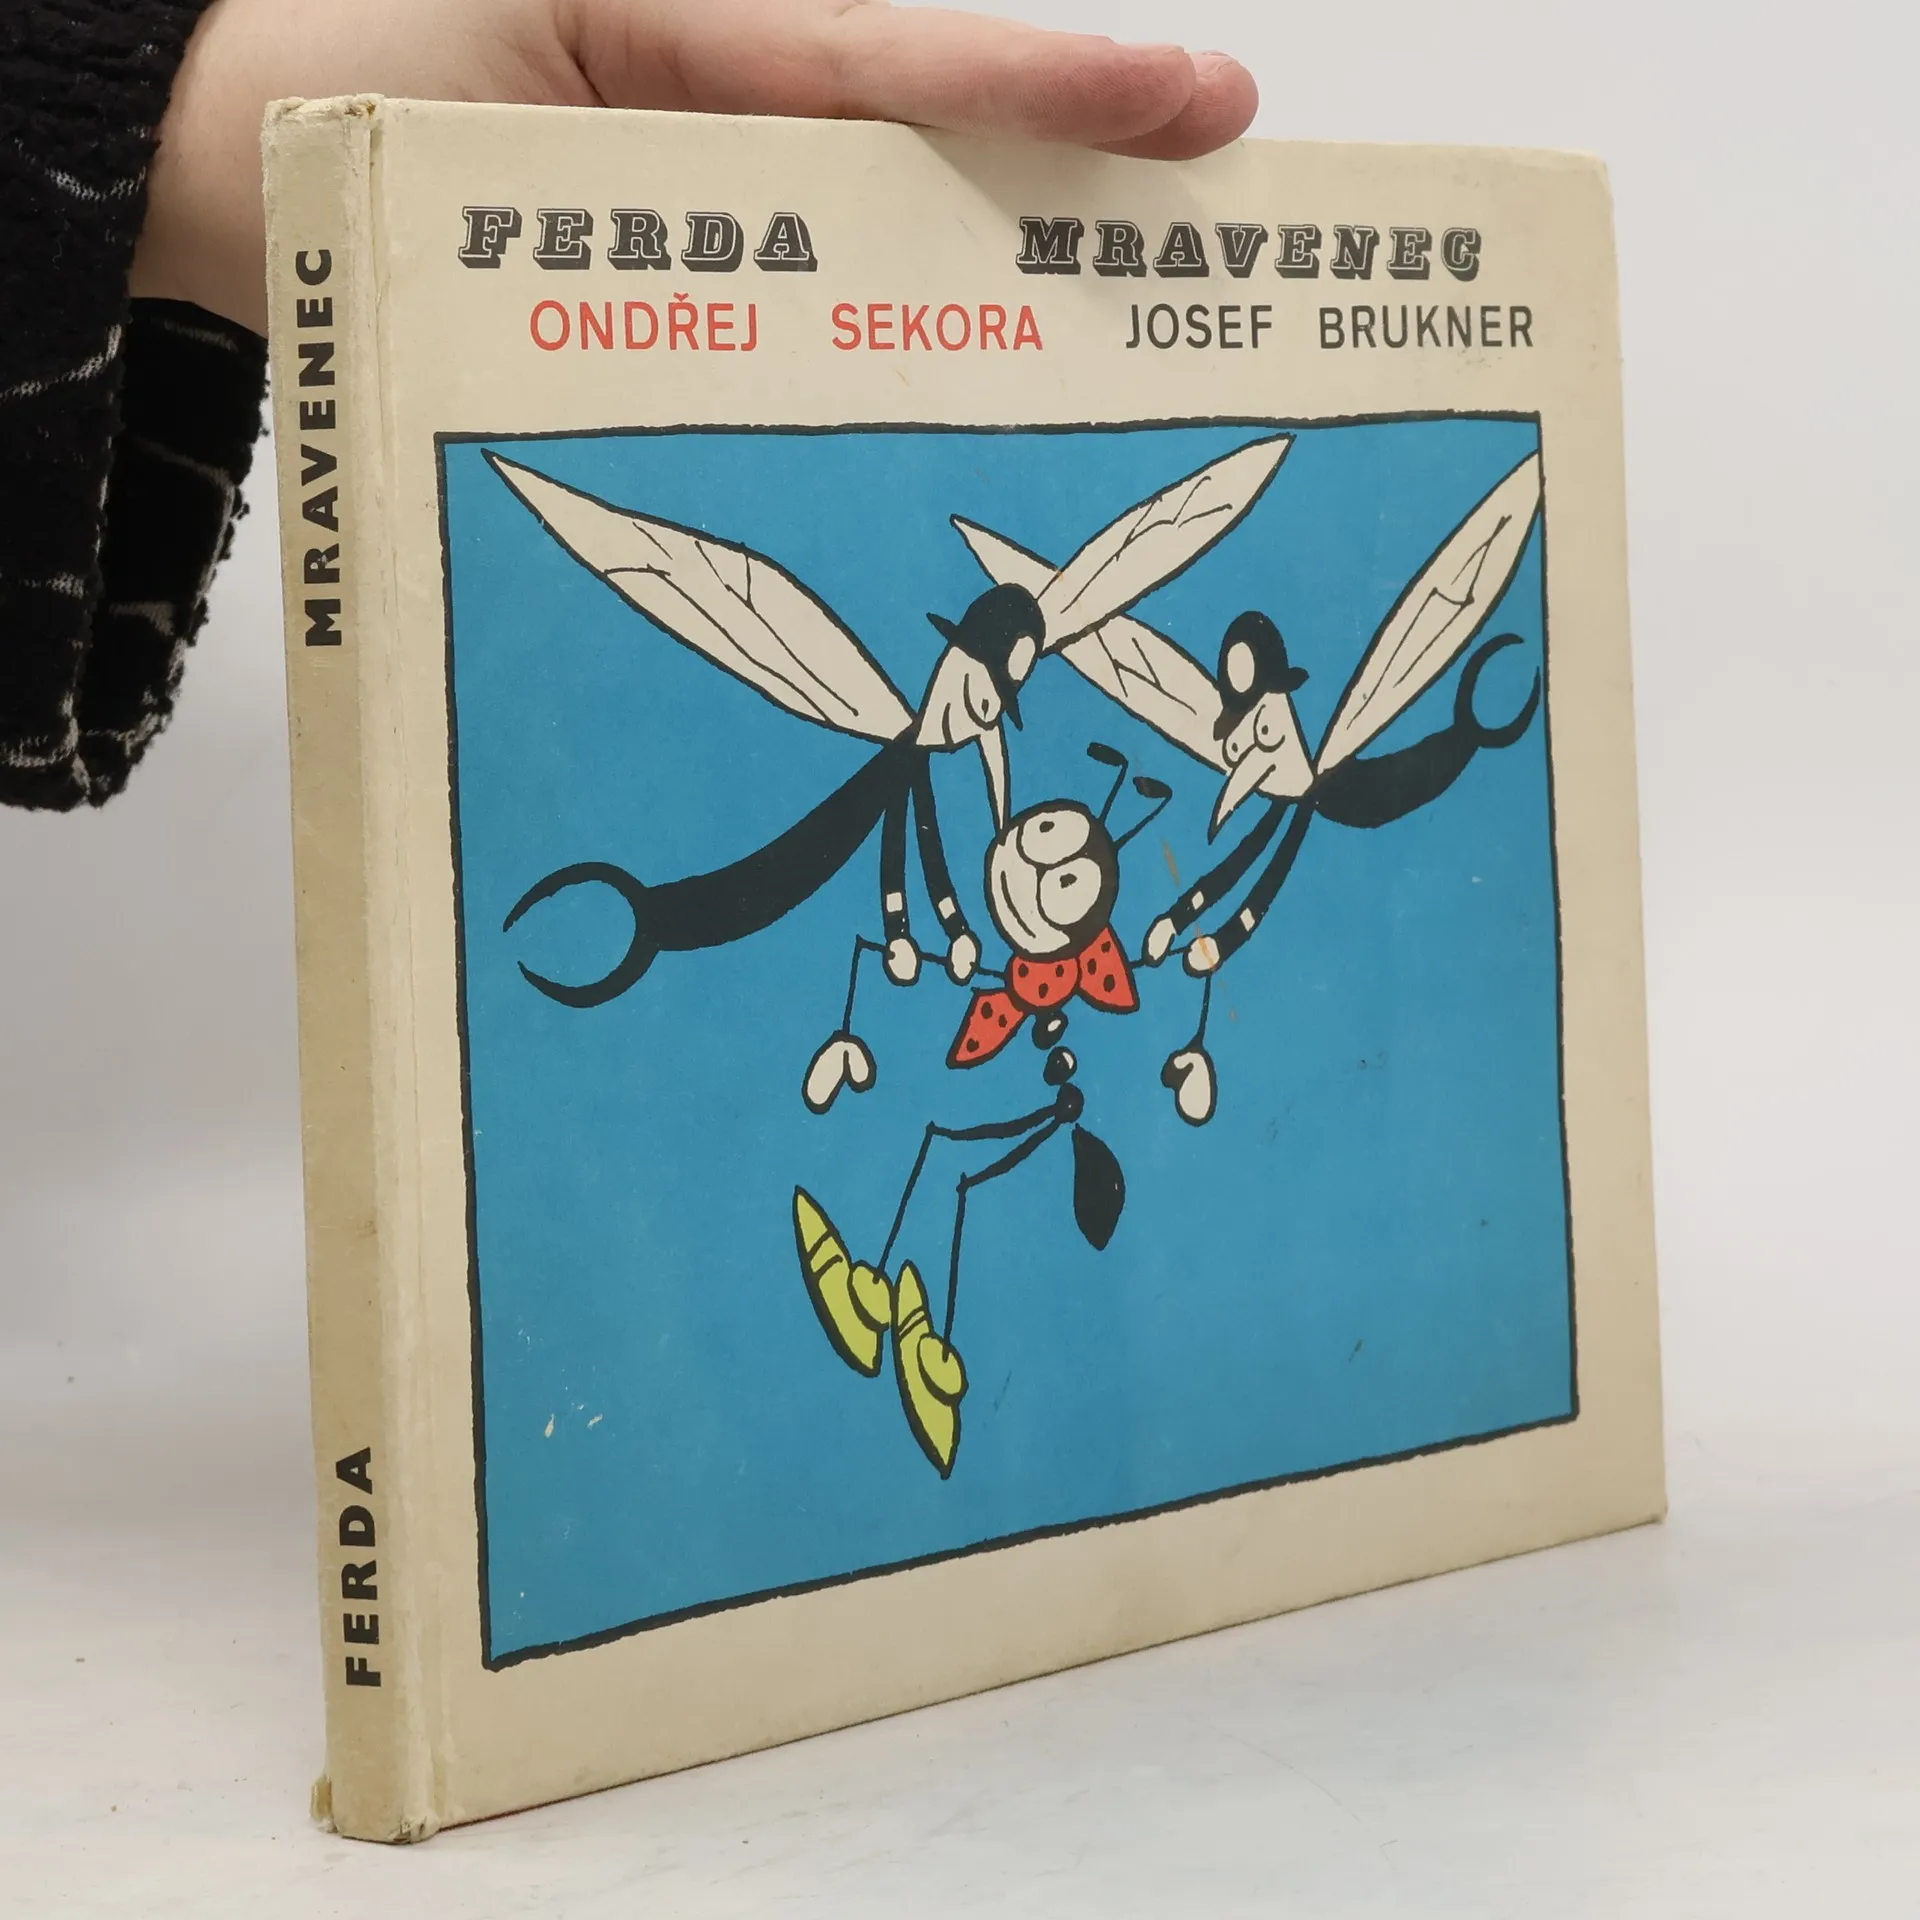 FERDA MRAVENEC
ONDŘEJ SEKORA JOSEF BRUKNER
FERDA MRAVENEC